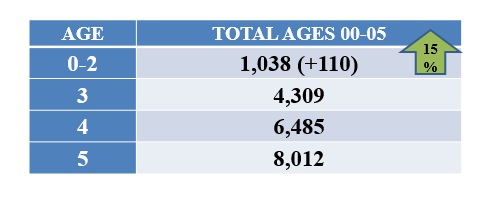 AGE TOTAL AGES 00-05
0-2 1,038 (+110)
15
%
3 4,309
4 6,485
5 8,012